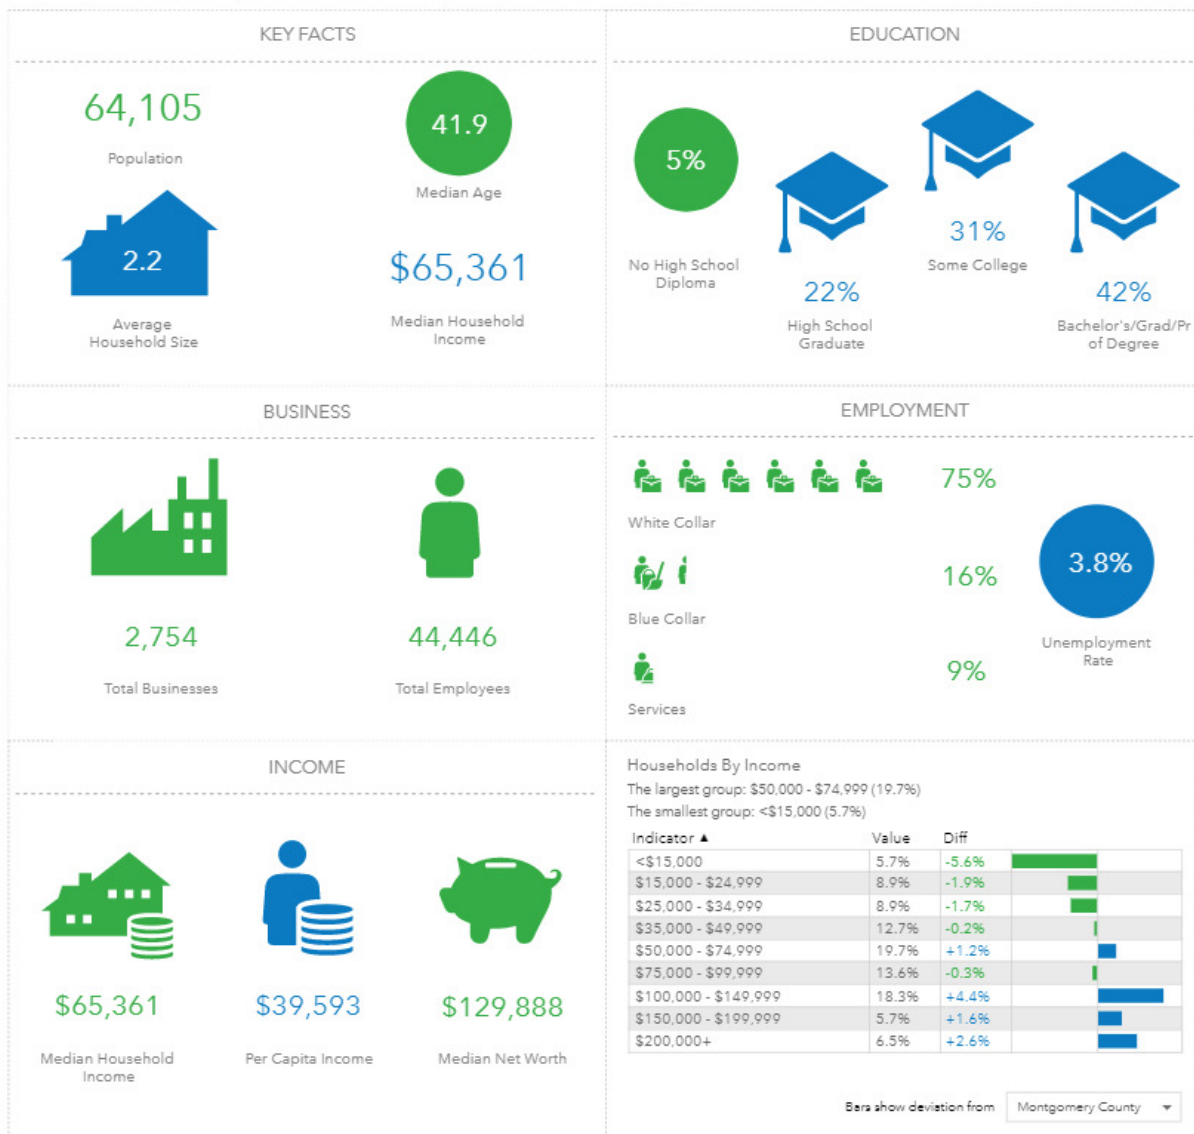 KEY FACTS
64,105
Population
41.9
Median Age
2.2
Average
Household Size
$65,361
Median Household
Income
EDUCATION
5%
No High School
Diploma
22%
High School
Graduate
31%
Some College
42%
Bachelor's/Grad/Pr
of Degree
BUSINESS
2,754
Total Businesses
44,446
Total Employees
EMPLOYMENT
75%
White Collar
16%
Blue Collar
9%
Services
3.8%
Unemployment
Rate
INCOME
$65,361
Median Household
Income
$39,593
Per Capita Income
$129,888
Median Net Worth
Households By Income
The largest group: $50,000 - $74,999 (19.7%)
The smallest group: <$15,000 (5.7%)
Indicator ▲ Value Diff
<$15,000 5.7% -5.6%
$15,000 - $24,999 8.9% -1.9%
$25,000 - $34,999 8.9% -1.7%
$35,000 - $49,999 12.7% -0.2%
$50,000 - $74,999 19.7% +1.2%
$75,000 - $99,999 13.6% -0.3%
$100,000 - $149,999 18.3% +4.4%
$150,000 - $199,999 5.7% +1.6%
$200,000+ 6.5% +2.6%
Bars show deviation from Montgomery County